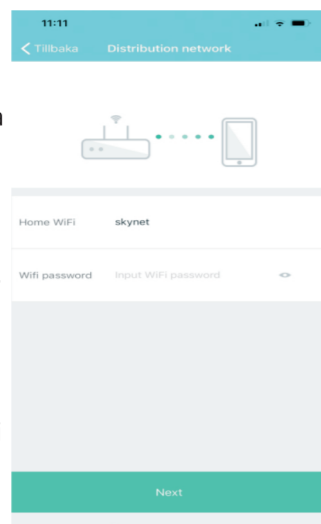 11:11
Tillbaka Distribution network
Home WiFi skynet
Wifi password Input WiFi password
Next